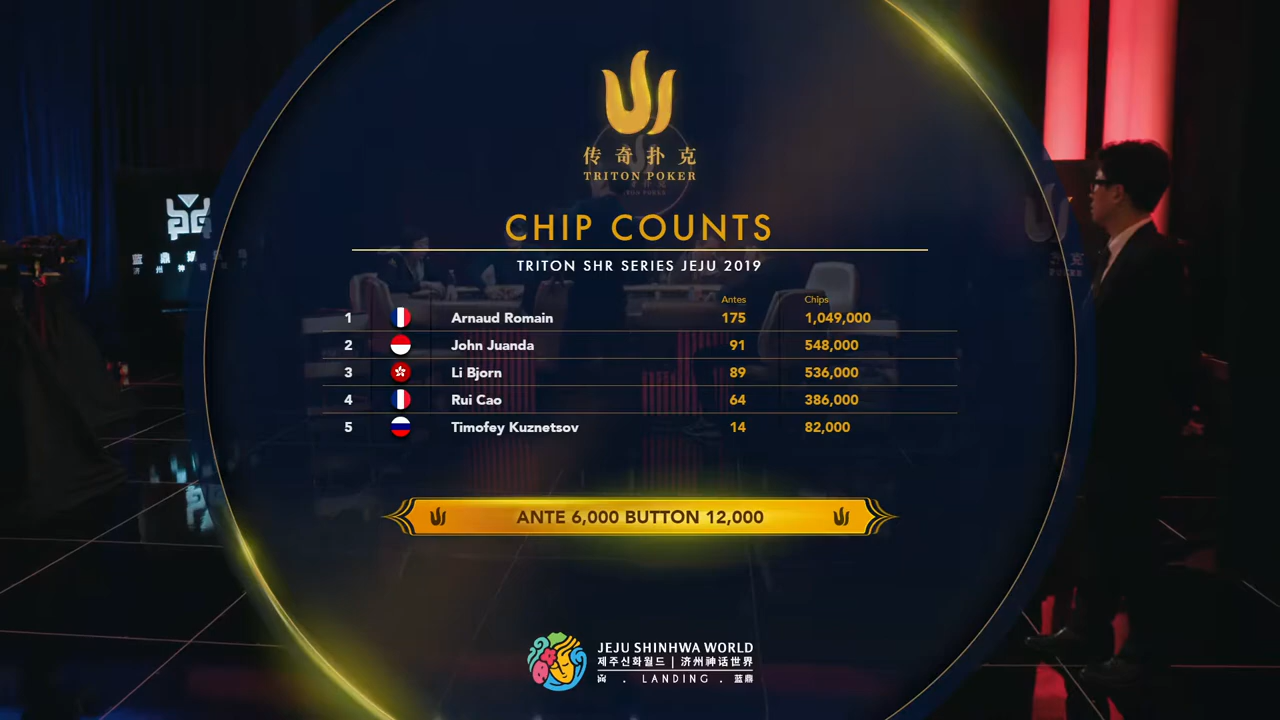 传奇扑克
TRITON POKER
CHIP COUNTS
TRITON SHR SERIES JEJU 2019
Antes Chips
1 Arnaud Romain 175 1,049,000
2 John Juanda 91 548,000
3 Li Bjorn 89 536,000
4 Rui Cao 64 386,000
5 Timofey Kuznetsov 14 82,000
ANTE 6,000 BUTTON 12,000
JEJU SHINHWA WORLD
제주신화월드 | 济州神话世界
. LANDING . 蓝鼎